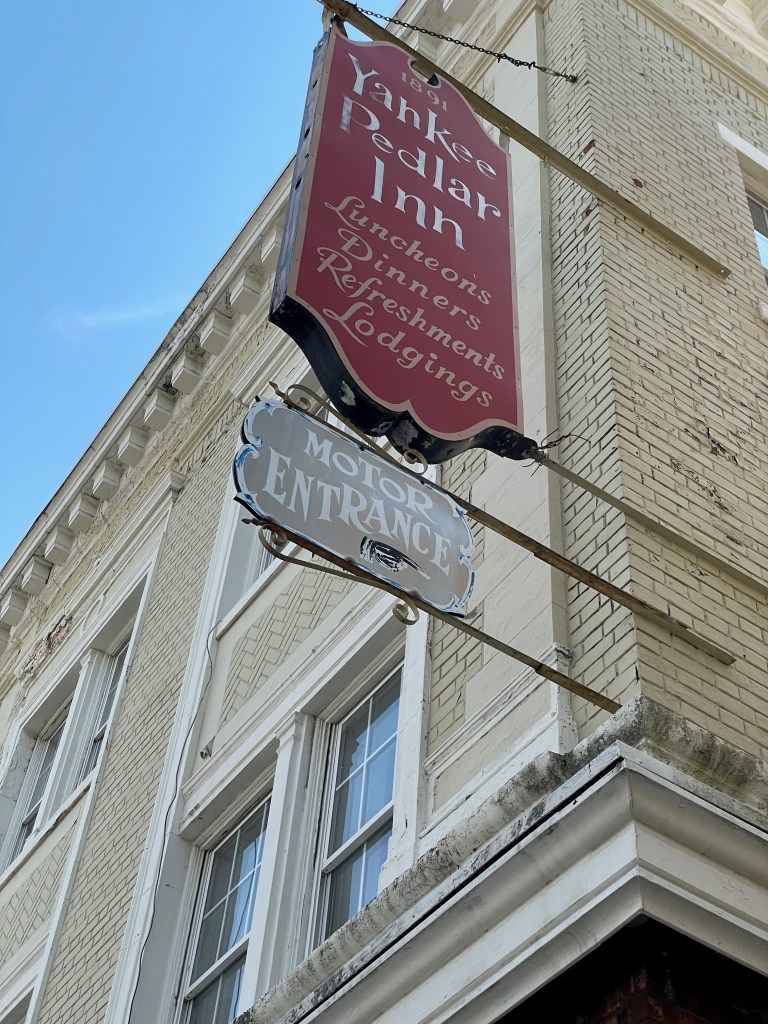 1891
Yankee
Pedlar
Inn
Luncheons
Dinners
Refreshments
Lodgings
MOTOR
ENTRANCE